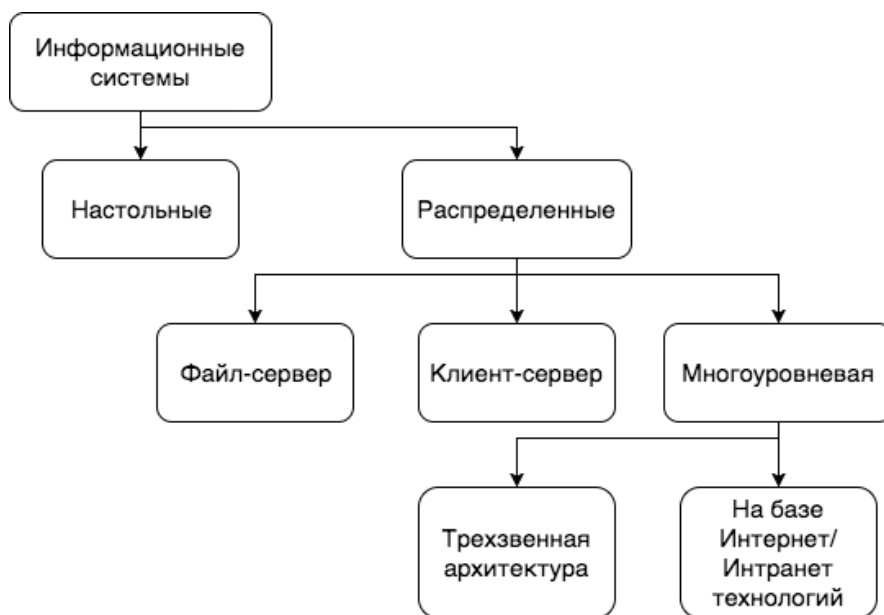 Информационные
системы
Настольные
Распределенные
Файл-сервер
Клиент-сервер
Многоуровневая
Трехзвенная
архитектура
На базе
Интернет/
Интранет
технологий